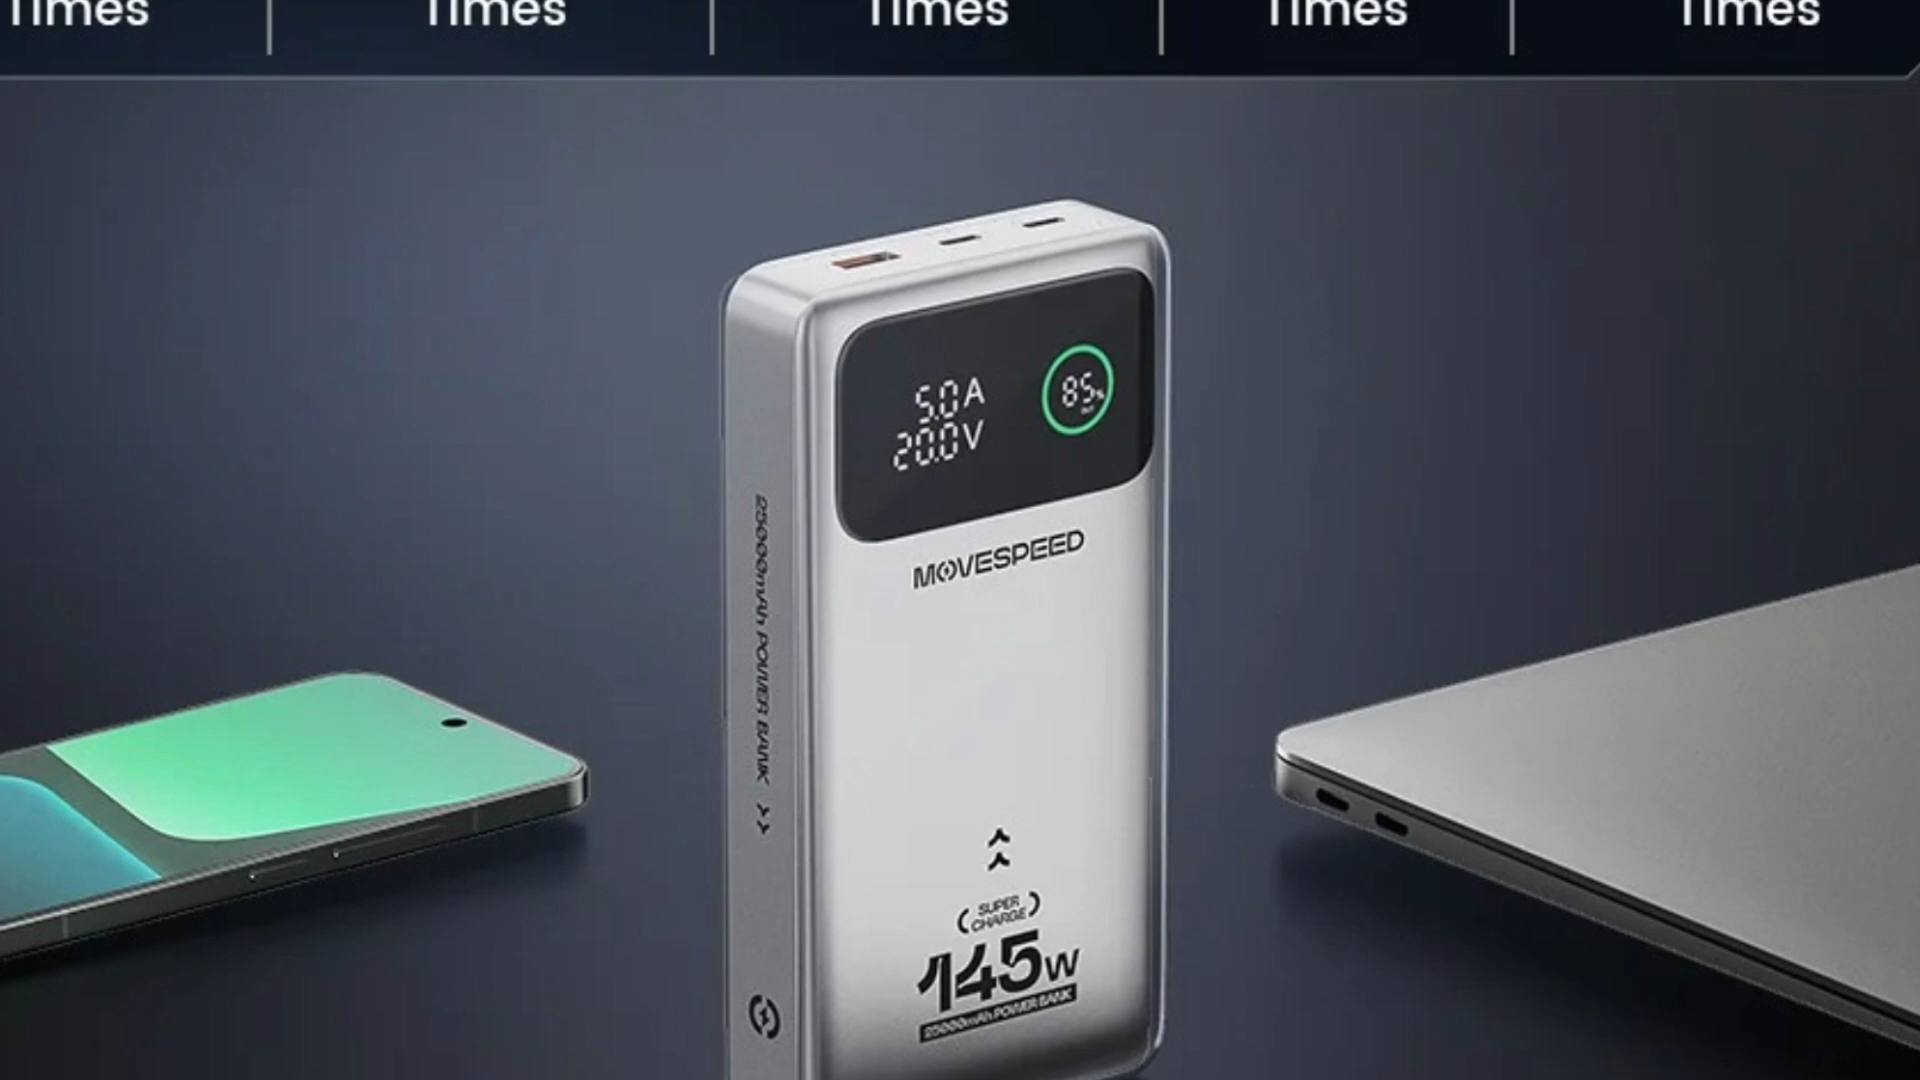 Times Times Times Times Times
5.0A
20.0V
85%
OUT
MOVESPEED
25000mAh POWER BANK
SUPER
CHARGE
145W
25000mAh POWER BANK